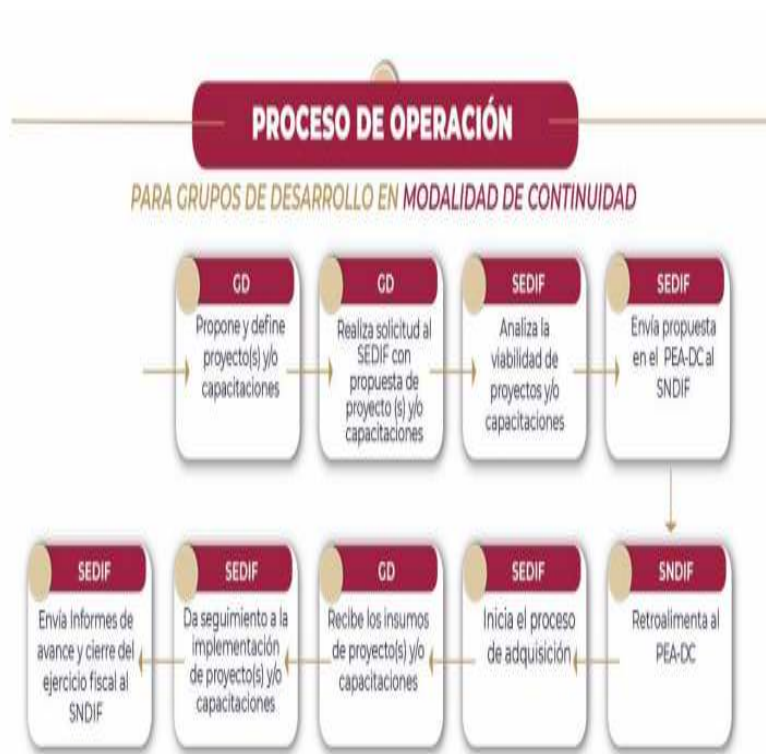 PROCESO DE OPERACIÓN
PARA GRUPOS DE DESARROLLO EN MODALIDAD DE CONTINUIDAD
GD
Propone y define
proyecto(s) y/o
capacitaciones
GD
Realiza solicitud al
SEDIF con
propuesta de
proyecto (s) y/o
capacitaciones
SEDIF
Analiza la
viabilidad de
proyectos y/o
capacitaciones
SEDIF
Envía propuesta
en el PEA-DC al
SNDIF
SNDIF
Retroalimenta al
PEA-DC
SEDIF
Inicia el proceso
de adquisición
GD
Recibe los insumos
de proyecto(s) y/o
capacitaciones
SEDIF
Da seguimiento a la
implementación
de proyecto(s) y/o
capacitaciones
SEDIF
Envía Informes de
avance y cierre del
ejercicio fiscal al
SNDIF